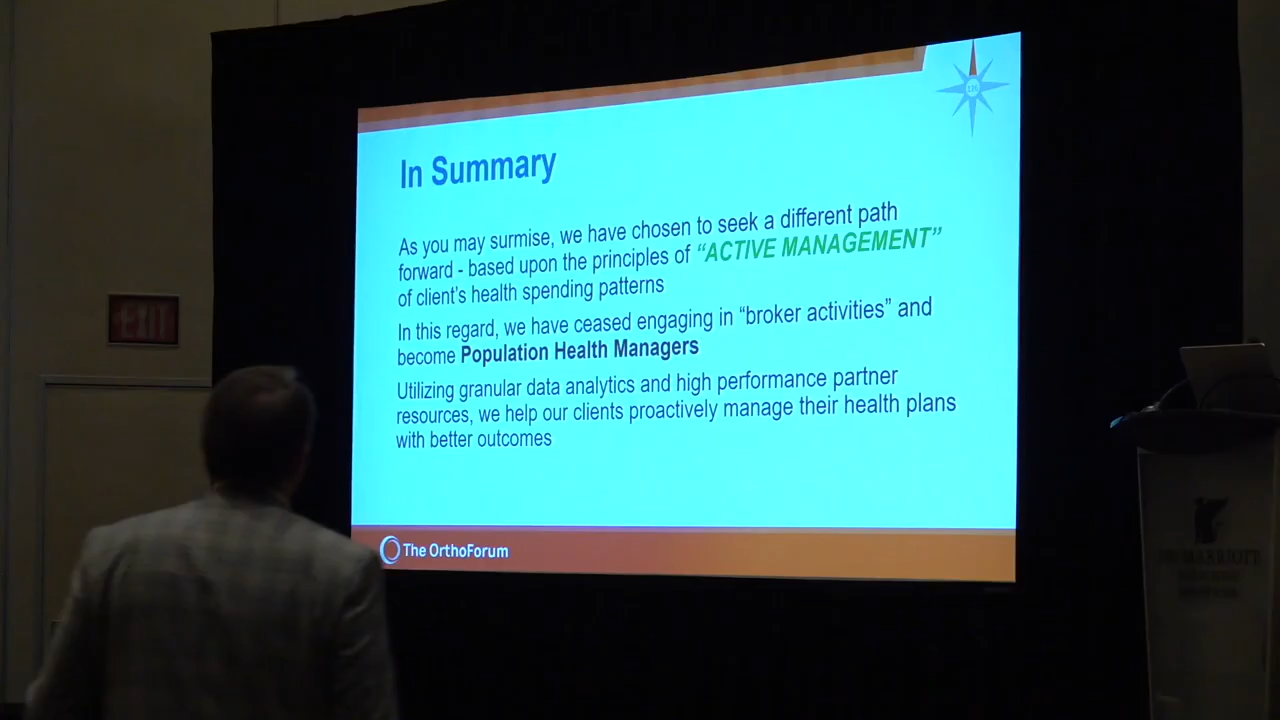 126
In Summary
As you may surmise, we have chosen to seek a different path
forward - based upon the principles of “ACTIVE MANAGEMENT”
of client's health spending patterns
In this regard, we have ceased engaging in “broker activities” and
become Population Health Managers
Utilizing granular data analytics and high performance partner
resources, we help our clients proactively manage their health plans
with better outcomes
The OrthoForum
EXIT
JW MARRIOTT